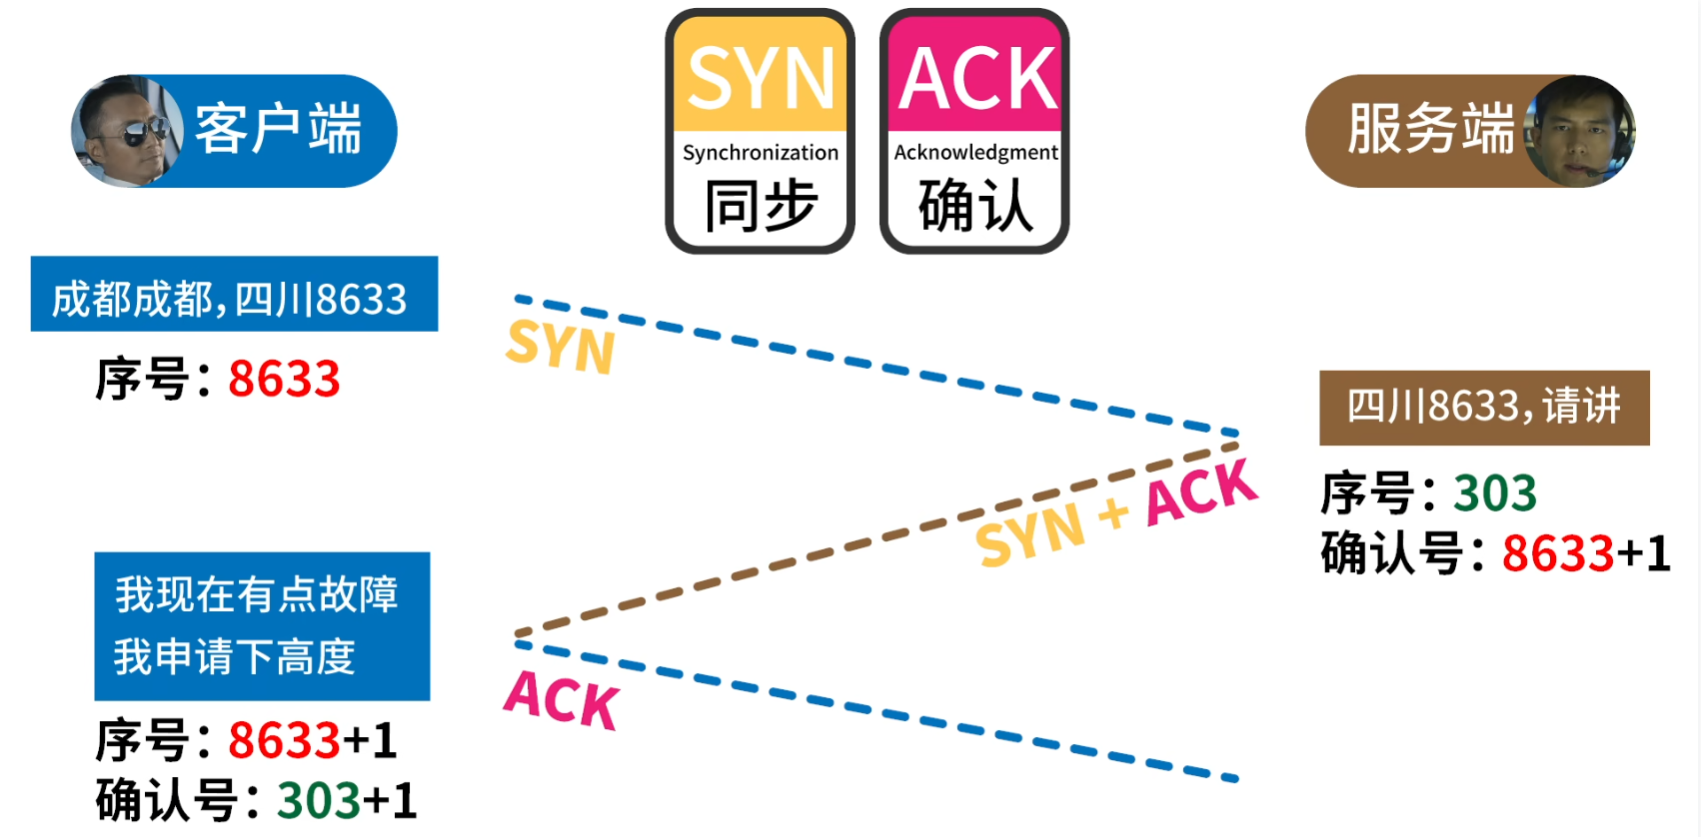 SYN
Synchronization
同步
ACK
Acknowledgment
确认
客户端
服务端
成都成都,四川8633
序号：8633
SYN
四川8633,请讲
序号：303
确认号：8633+1
SYN + ACK
我现在有点故障
我申请下高度
序号：8633+1
确认号：303+1
ACK